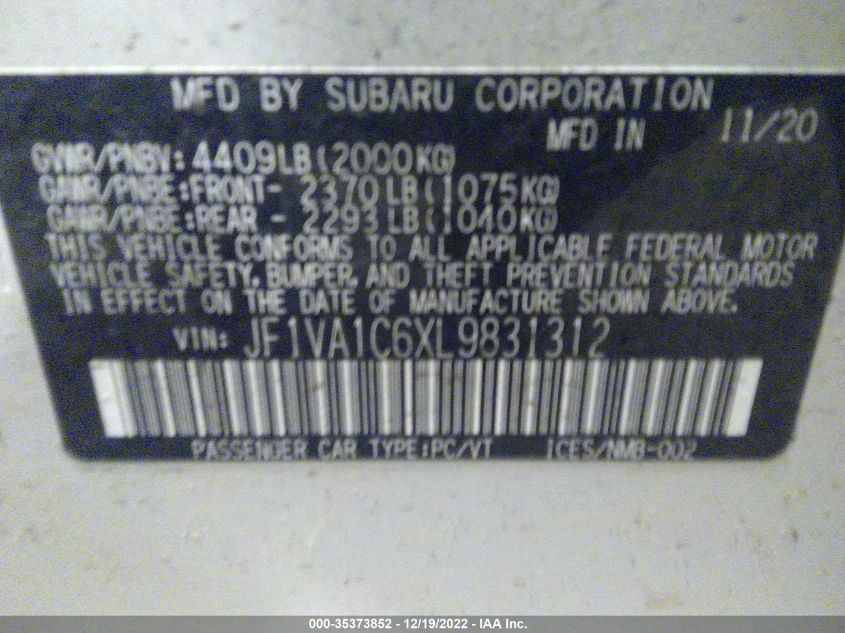 MFD BY SUBARU CORPORATION
MFD IN 11/20
GVWR/PNBV: 4409LB(2000KG)
GAWR/PNBE:FRONT- 2370LB(1075KG)
GAWR/PNBE:REAR - 2293LB(1040KG)
THIS VEHICLE CONFORMS TO ALL APPLICABLE FEDERAL MOTOR
VEHICLE SAFETY, BUMPER, AND THEFT PREVENTION STANDARDS
IN EFFECT ON THE DATE OF MANUFACTURE SHOWN ABOVE.
VIN: JF1VA1C6XL9831312
PASSENGER CAR TYPE:PC/VT ICES/NMB-002
000-35373852 - 12/19/2022 - IAA Inc.